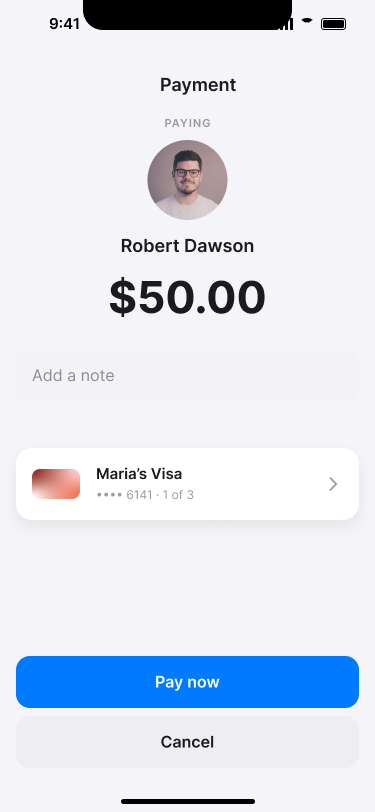 9:41
Payment
PAYING
Robert Dawson
$50.00
Add a note
Maria’s Visa
•••• 6141 · 1 of 3
Pay now
Cancel